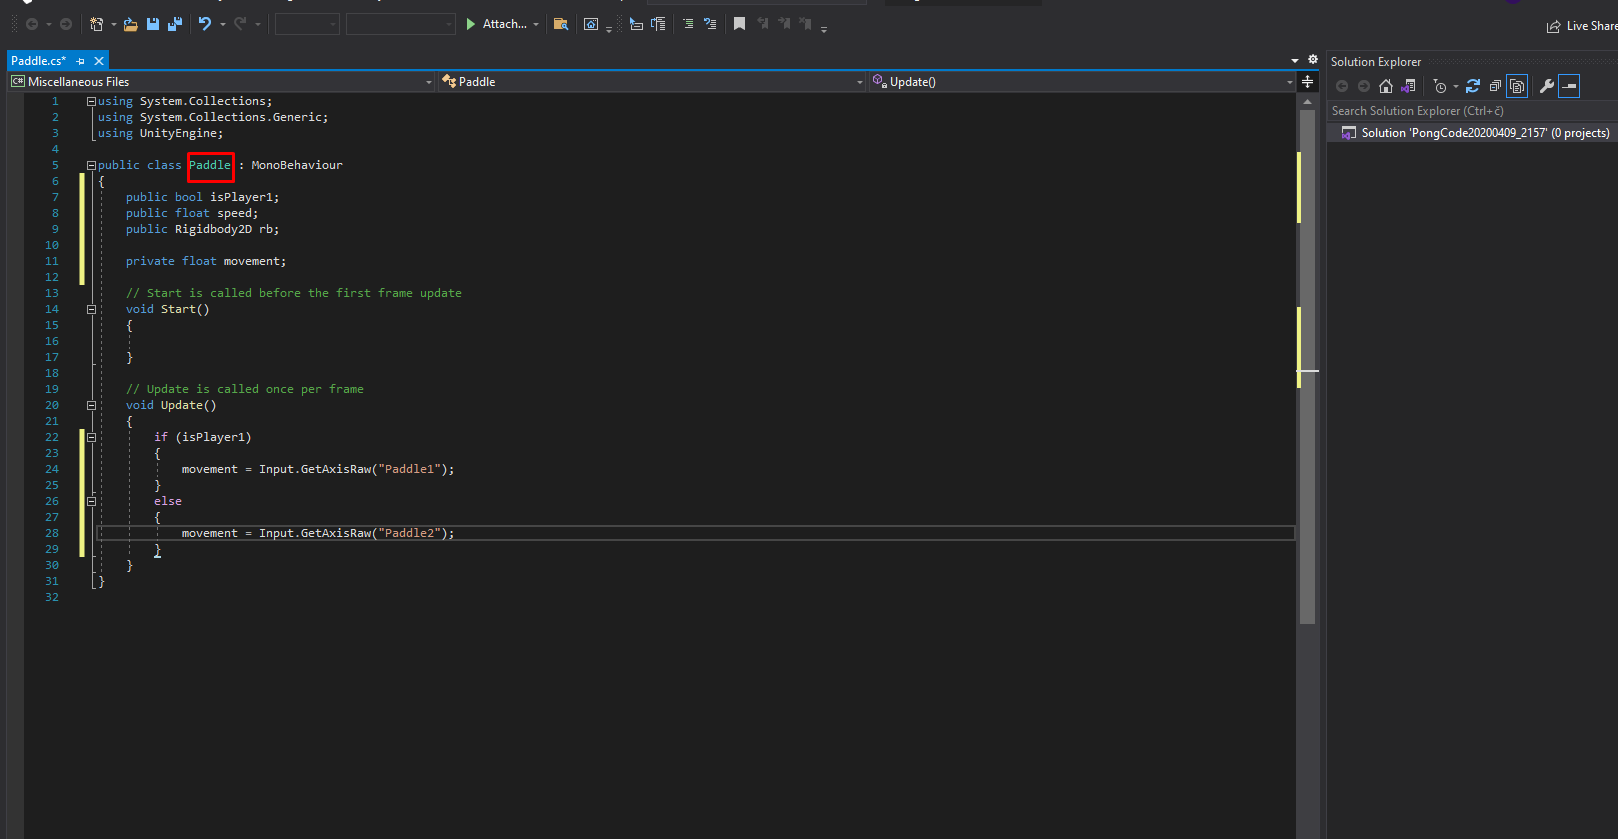 Attach...
Live Share
Paddle.cs*
Solution Explorer
Miscellaneous Files
Paddle
Update()
Search Solution Explorer (Ctrl+č)
Solution 'PongCode20200409_2157' (0 projects)
1 using System.Collections;
2 using System.Collections.Generic;
3 using UnityEngine;
4
5 public class Paddle : MonoBehaviour
6 {
7 public bool isPlayer1;
8 public float speed;
9 public Rigidbody2D rb;
10
11 private float movement;
12
13 // Start is called before the first frame update
14 void Start()
15 {
16
17 }
18
19 // Update is called once per frame
20 void Update()
21 {
22 if (isPlayer1)
23 {
24 movement = Input.GetAxisRaw("Paddle1");
25 }
26 else
27 {
28 movement = Input.GetAxisRaw("Paddle2");
29 }
30 }
31 }
32